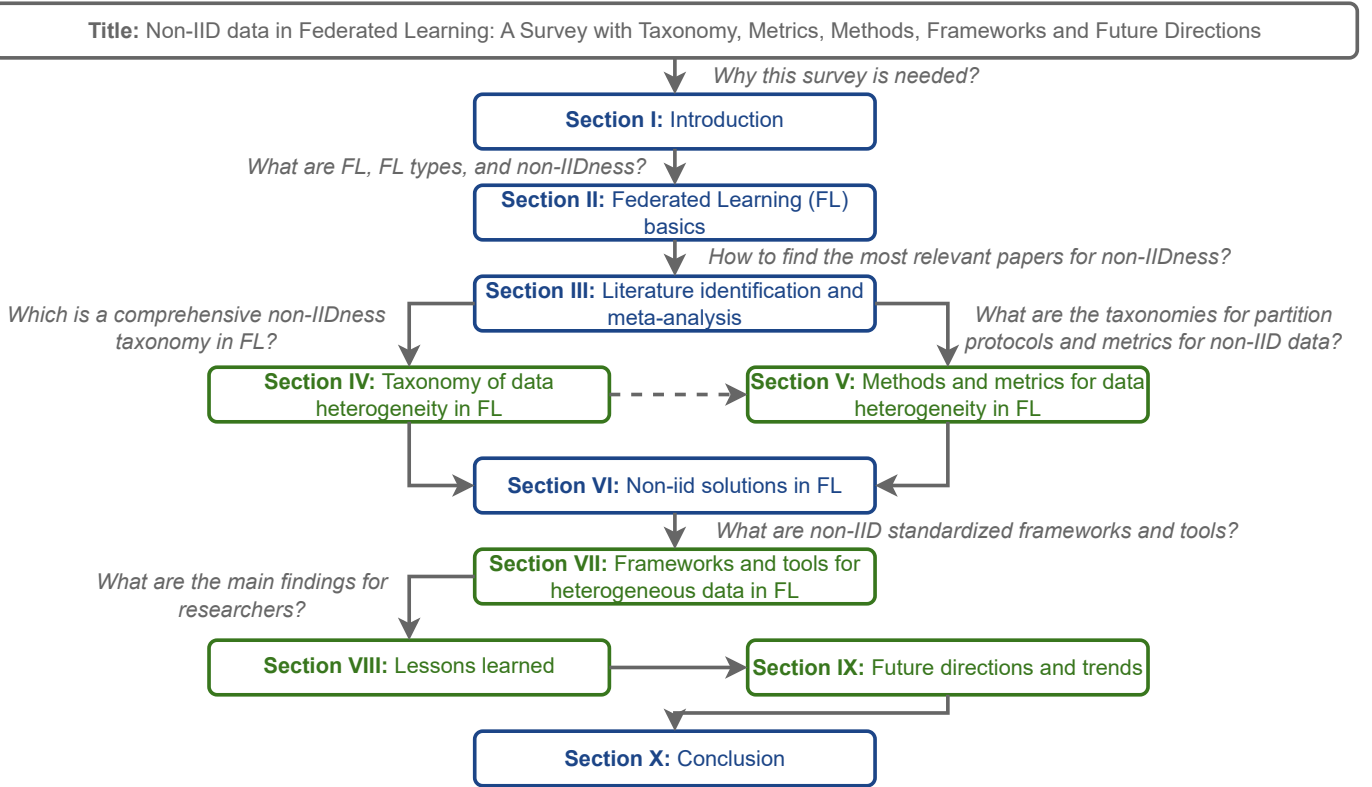 Title: Non-IID data in Federated Learning: A Survey with Taxonomy, Metrics, Methods, Frameworks and Future Directions
Why this survey is needed?
Section I: Introduction
What are FL, FL types, and non-IIDness?
Section II: Federated Learning (FL)
basics
How to find the most relevant papers for non-IIDness?
Section III: Literature identification and
meta-analysis
Which is a comprehensive non-IIDness
taxonomy in FL?
What are the taxonomies for partition
protocols and metrics for non-IID data?
Section IV: Taxonomy of data
heterogeneity in FL
Section V: Methods and metrics for data
heterogeneity in FL
Section VI: Non-iid solutions in FL
What are non-IID standardized frameworks and tools?
Section VII: Frameworks and tools for
heterogeneous data in FL
What are the main findings for
researchers?
Section VIII: Lessons learned
Section IX: Future directions and trends
Section X: Conclusion